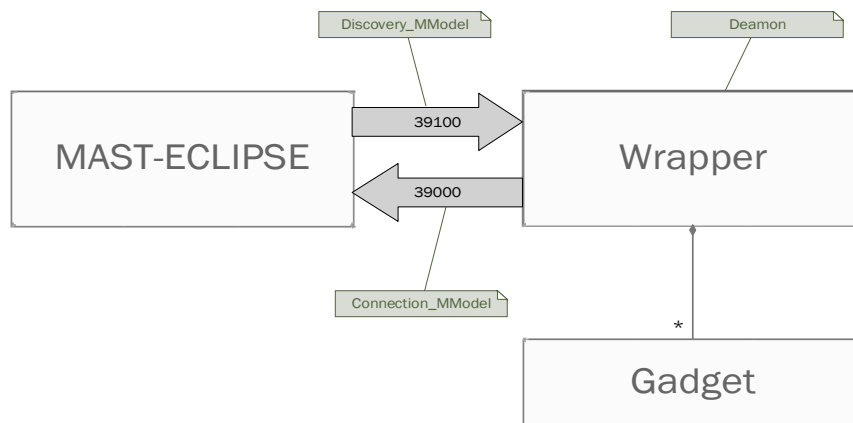 Discovery_MModel
Deamon
MAST-ECLIPSE
39100
Wrapper
39000
Connection_MModel
*
Gadget